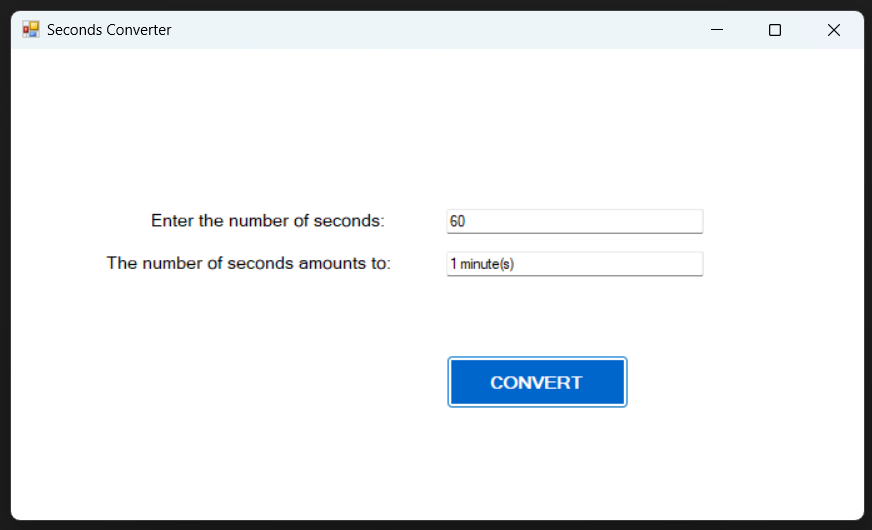 Seconds Converter
Enter the number of seconds: 60
The number of seconds amounts to: 1 minute(s)
CONVERT